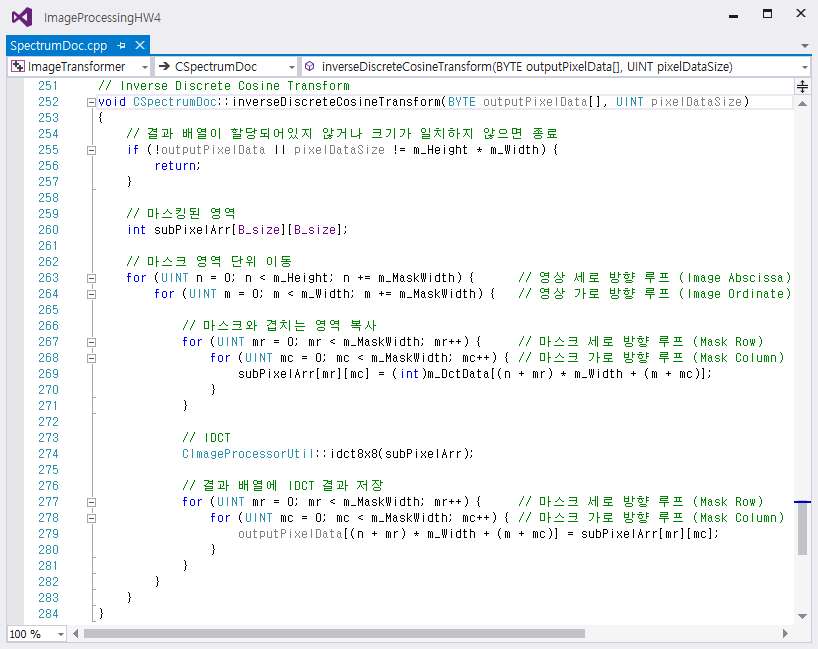 ImageProcessingHW4
SpectrumDoc.cpp
ImageTransformer CSpectrumDoc inverseDiscreteCosineTransform(BYTE outputPixelData[], UINT pixelDataSize)
251 // Inverse Discrete Cosine Transform
252 void CSpectrumDoc::inverseDiscreteCosineTransform(BYTE outputPixelData[], UINT pixelDataSize)
253 {
254 // 결과 배열이 할당되어있지 않거나 크기가 일치하지 않으면 종료
255 if (!outputPixelData || pixelDataSize != m_Height * m_Width) {
256 return;
257 }
258
259 // 마스킹된 영역
260 int subPixelArr[B_size][B_size];
261
262 // 마스크 영역 단위 이동
263 for (UINT n = 0; n < m_Height; n += m_MaskWidth) { // 영상 세로 방향 루프 (Image Abscissa)
264 for (UINT m = 0; m < m_Width; m += m_MaskWidth) { // 영상 가로 방향 루프 (Image Ordinate)
265
266 // 마스크와 겹치는 영역 복사
267 for (UINT mr = 0; mr < m_MaskWidth; mr++) { // 마스크 세로 방향 루프 (Mask Row)
268 for (UINT mc = 0; mc < m_MaskWidth; mc++) { // 마스크 가로 방향 루프 (Mask Column)
269 subPixelArr[mr][mc] = (int)m_DctData[(n + mr) * m_Width + (m + mc)];
270 }
271 }
272
273 // IDCT
274 CImageProcessorUtil::idct8x8(subPixelArr);
275
276 // 결과 배열에 IDCT 결과 저장
277 for (UINT mr = 0; mr < m_MaskWidth; mr++) { // 마스크 세로 방향 루프 (Mask Row)
278 for (UINT mc = 0; mc < m_MaskWidth; mc++) { // 마스크 가로 방향 루프 (Mask Column)
279 outputPixelData[(n + mr) * m_Width + (m + mc)] = subPixelArr[mr][mc];
280 }
281 }
282 }
283 }
284 }
100 %